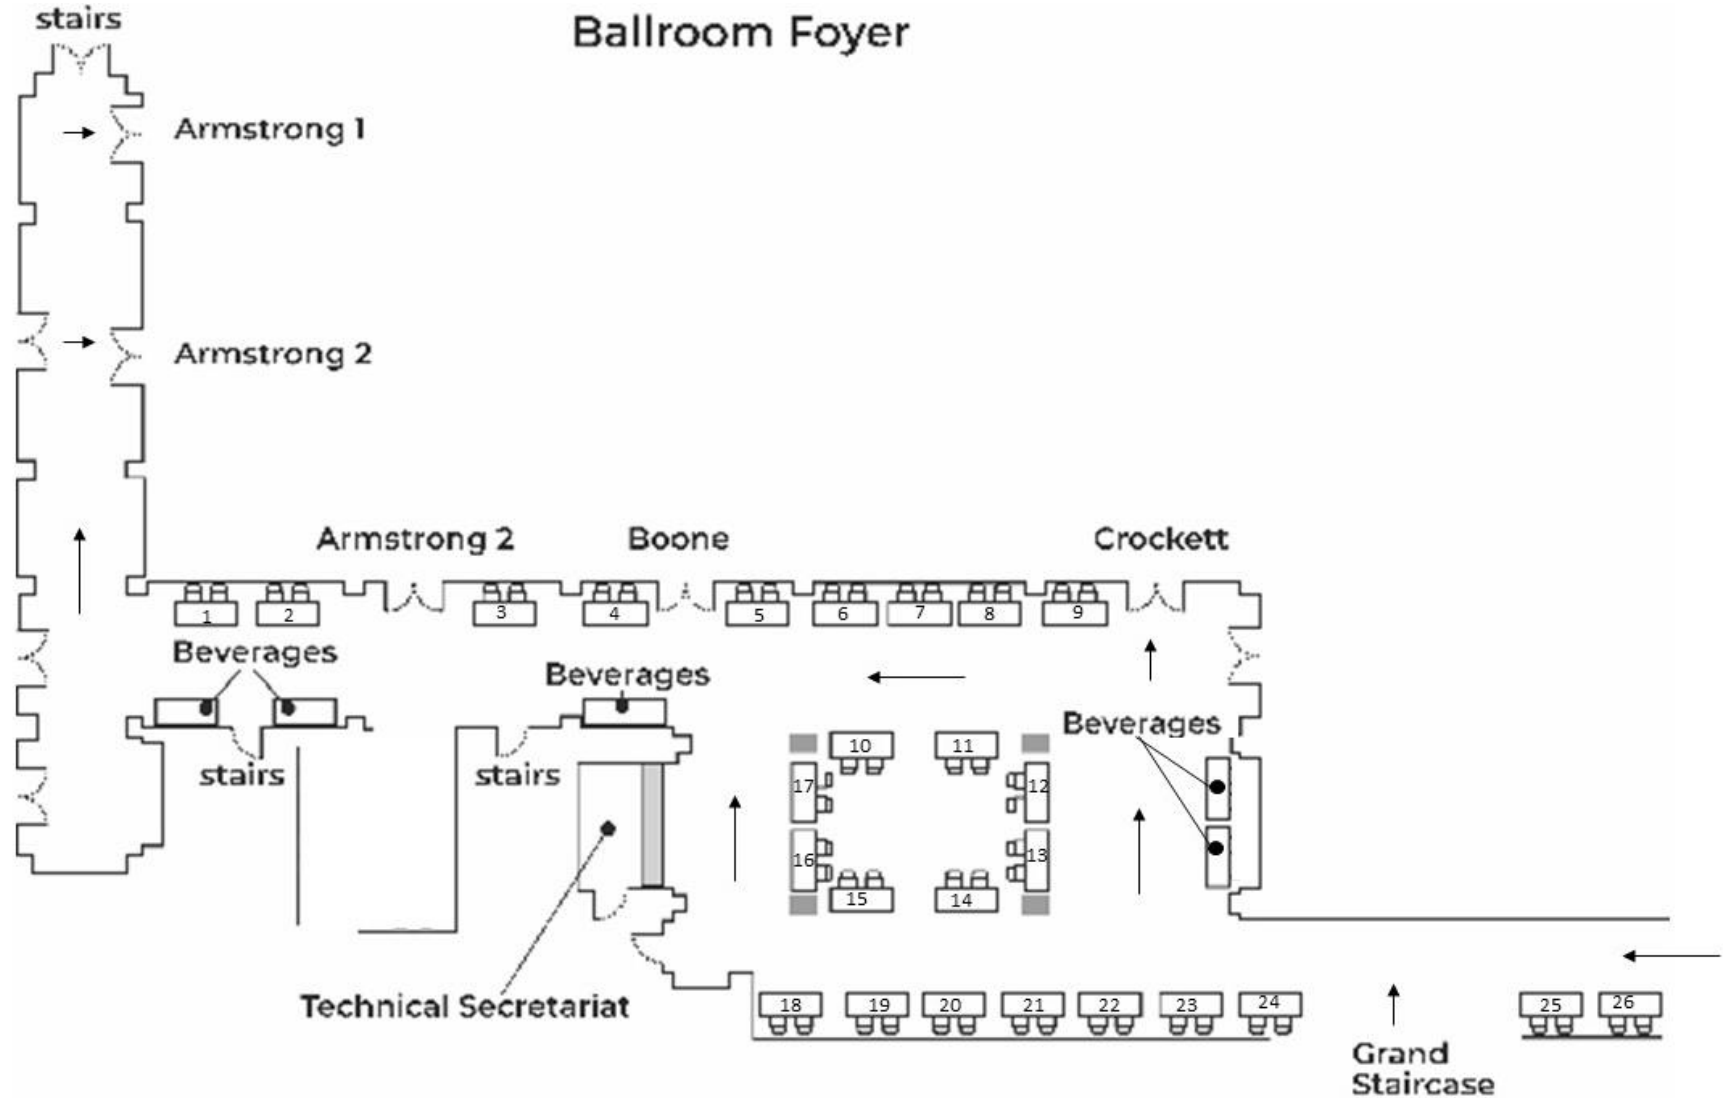 stairs
Ballroom Foyer
Armstrong 1
Armstrong 2
Armstrong 2
Boone
Crockett
1
2
3
4
5
6
7
8
9
Beverages
Beverages
Beverages
10
11
17
12
16
13
15
14
stairs
stairs
Technical Secretariat
18
19
20
21
22
23
24
25
26
Grand
Staircase